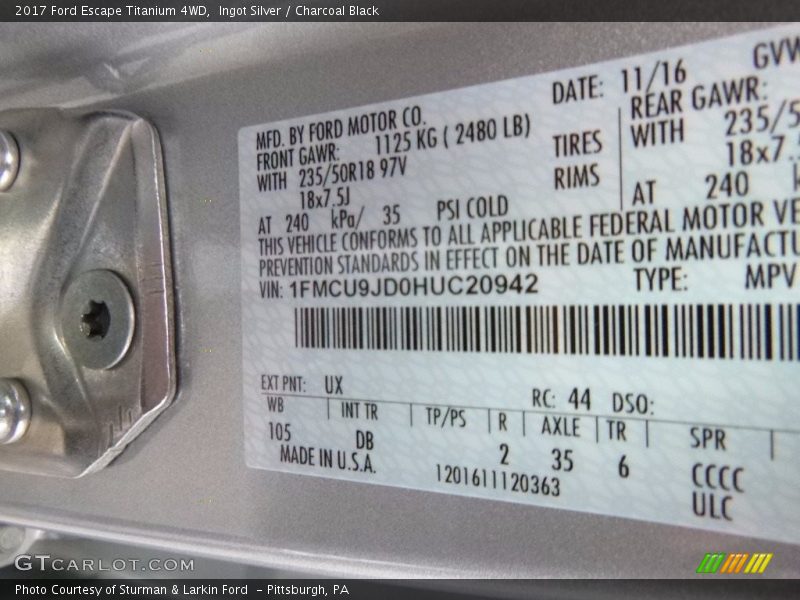 2017 Ford Escape Titanium 4WD,  Ingot Silver / Charcoal Black
MFD. BY FORD MOTOR CO.
DATE: 11/16
FRONT GAWR: 1125 KG ( 2480 LB)
REAR GAWR:
WITH 235/50R18 97V
TIRES
WITH
18x7.5J
RIMS
AT 240 kPa/ 35 PSI COLD
AT 240
THIS VEHICLE CONFORMS TO ALL APPLICABLE FEDERAL MOTOR
PREVENTION STANDARDS IN EFFECT ON THE DATE OF
VIN: 1FMCU9JD0HUC20942
TYPE: MPV
EXT PNT: UX
RC: 44 DSO:
WB INT TR TP/PS R AXLE TR SPR
105 DB 2 35 6 CCCC
MADE IN U.S.A.
1201611120363
ULC
GTCARLOT.COM
Photo Courtesy of Sturman & Larkin Ford  - Pittsburgh, PA